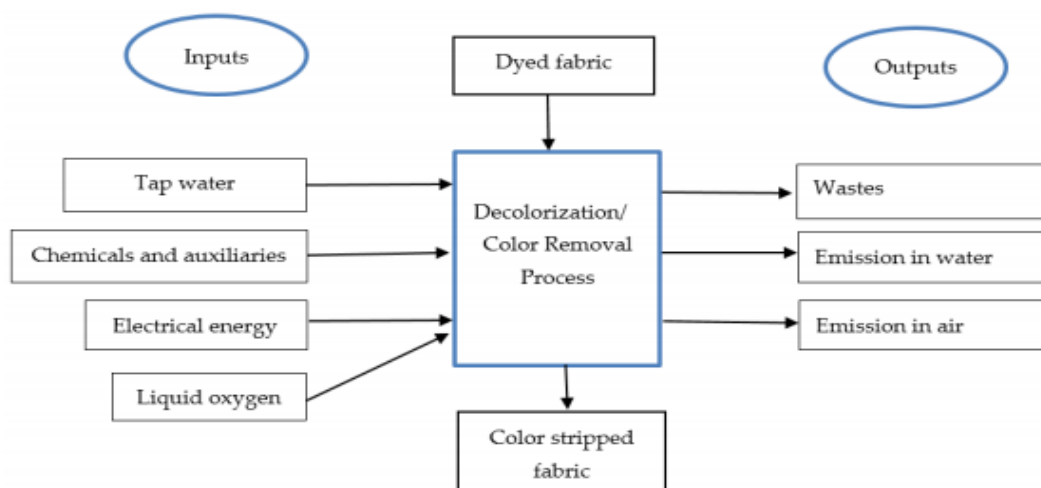 Inputs
Dyed fabric
Outputs
Tap water
Chemicals and auxiliaries
Electrical energy
Liquid oxygen
Decolorization/
Color Removal
Process
Wastes
Emission in water
Emission in air
Color stripped
fabric